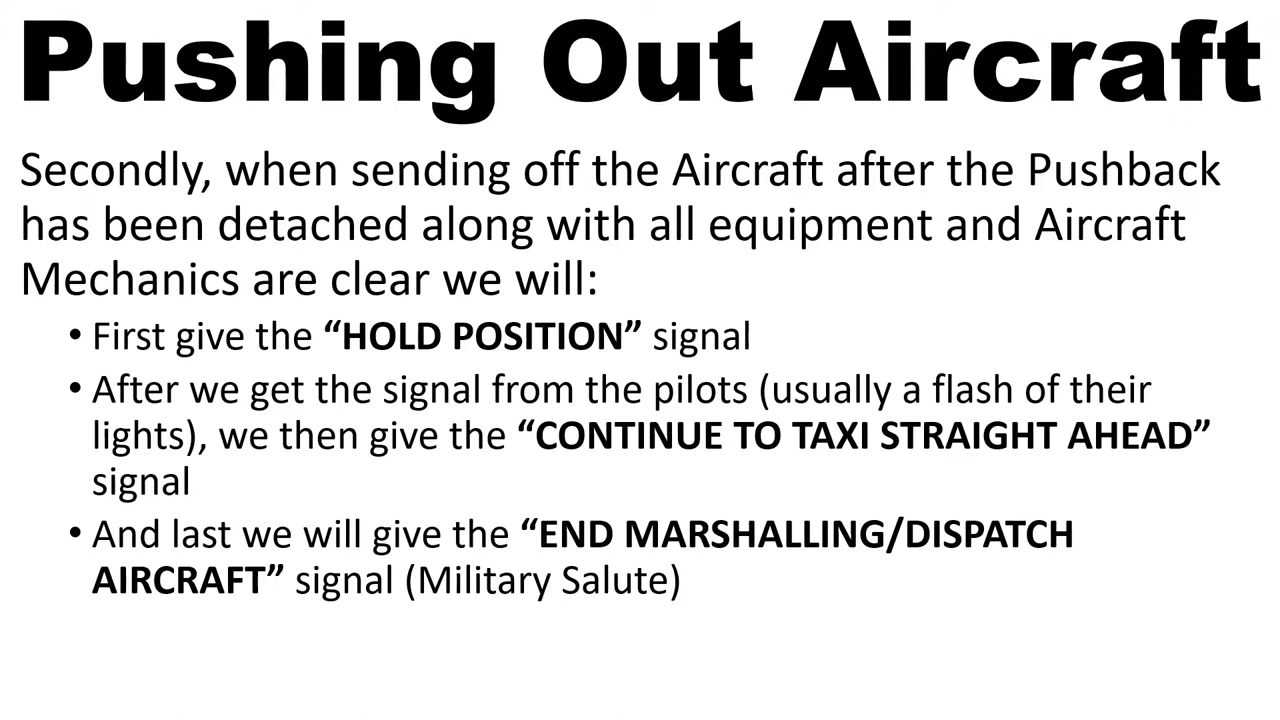 Pushing Out Aircraft
Secondly, when sending off the Aircraft after the Pushback
has been detached along with all equipment and Aircraft
Mechanics are clear we will:
• First give the “HOLD POSITION” signal
• After we get the signal from the pilots (usually a flash of their
lights), we then give the “CONTINUE TO TAXI STRAIGHT AHEAD”
signal
• And last we will give the “END MARSHALLING/DISPATCH
AIRCRAFT” signal (Military Salute)